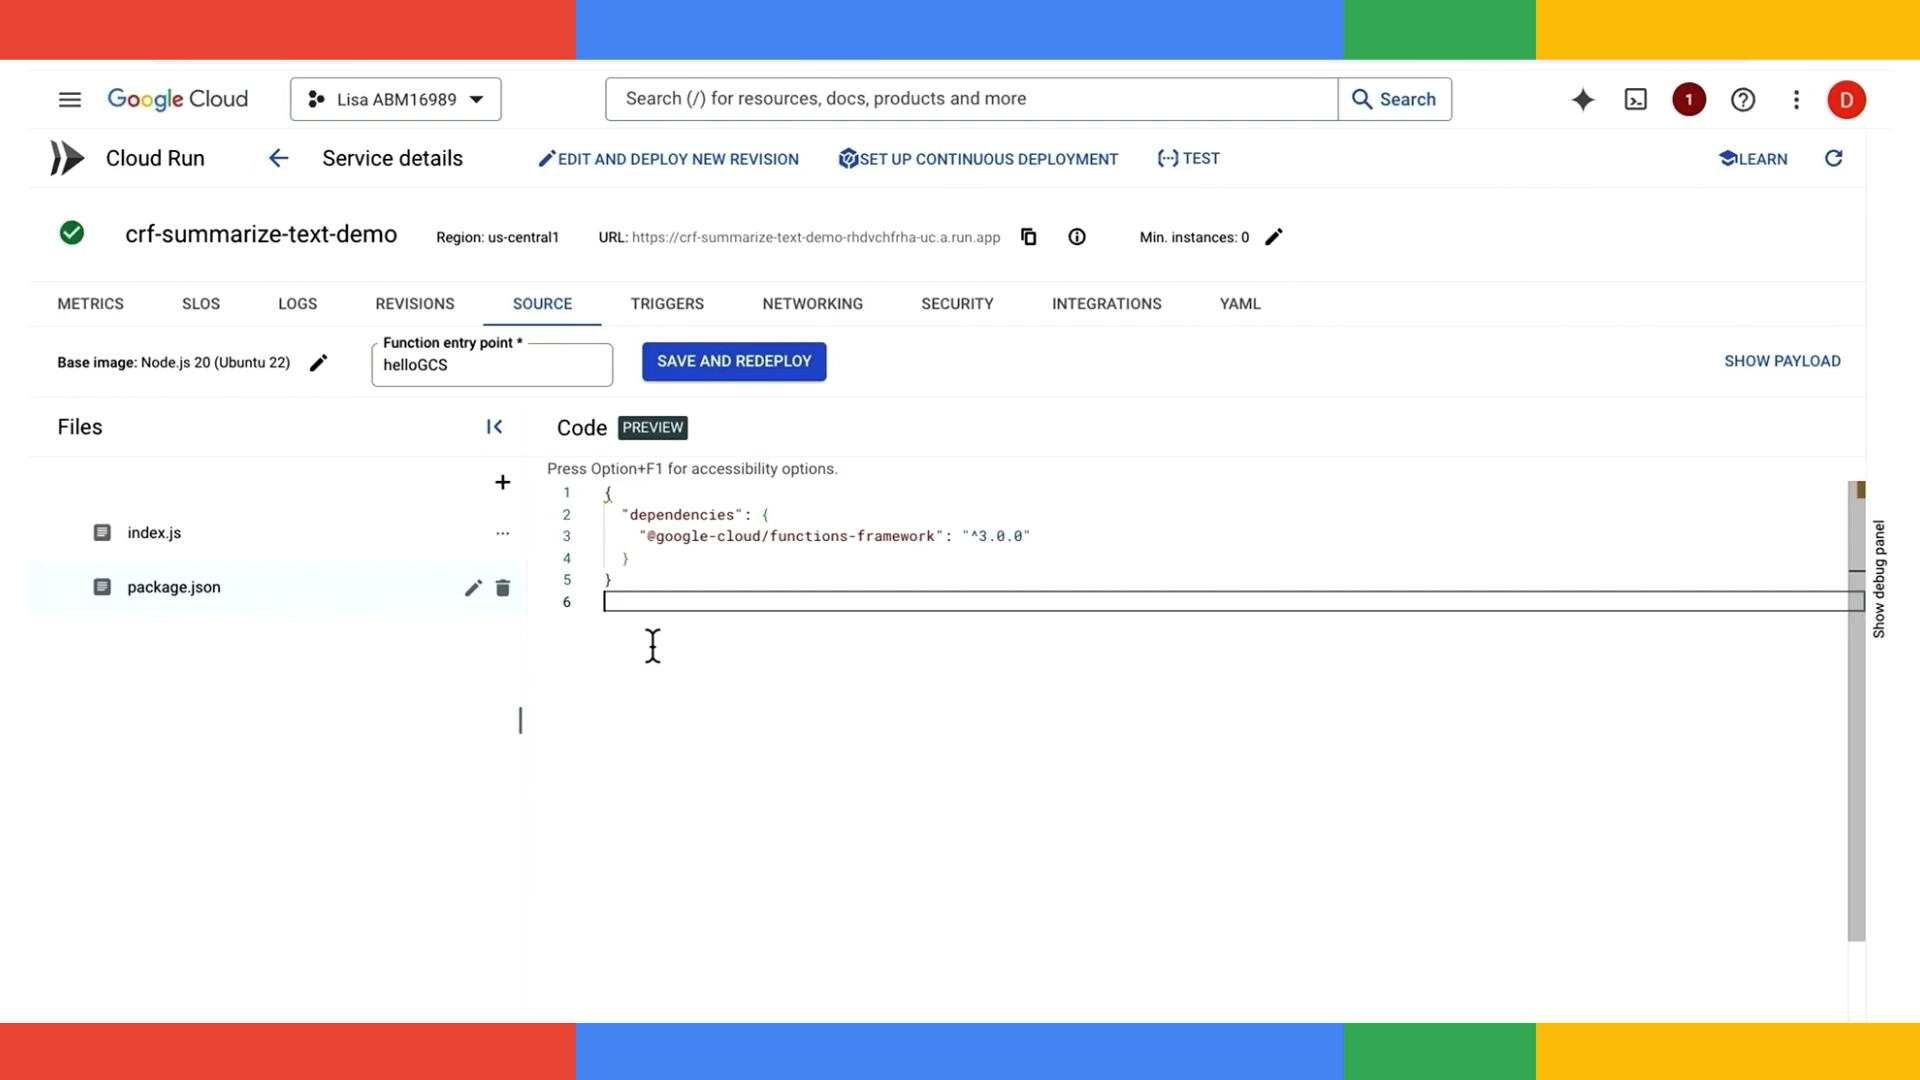 Google Cloud
Lisa ABM16989
Search (/) for resources, docs, products and more
Search
1
D
Cloud Run
Service details
EDIT AND DEPLOY NEW REVISION
SET UP CONTINUOUS DEPLOYMENT
TEST
LEARN
crf-summarize-text-demo
Region: us-central1
URL: https://crf-summarize-text-demo-rhdvchfrha-uc.a.run.app
Min. instances: 0
METRICS
SLOS
LOGS
REVISIONS
SOURCE
TRIGGERS
NETWORKING
SECURITY
INTEGRATIONS
YAML
Base image: Node.js 20 (Ubuntu 22)
Function entry point *
helloGCS
SAVE AND REDEPLOY
SHOW PAYLOAD
Files
Code
PREVIEW
Press Option+F1 for accessibility options.
index.js
package.json
1 {
2 "dependencies": {
3 "@google-cloud/functions-framework": "^3.0.0"
4 }
5 }
6
Show debug panel